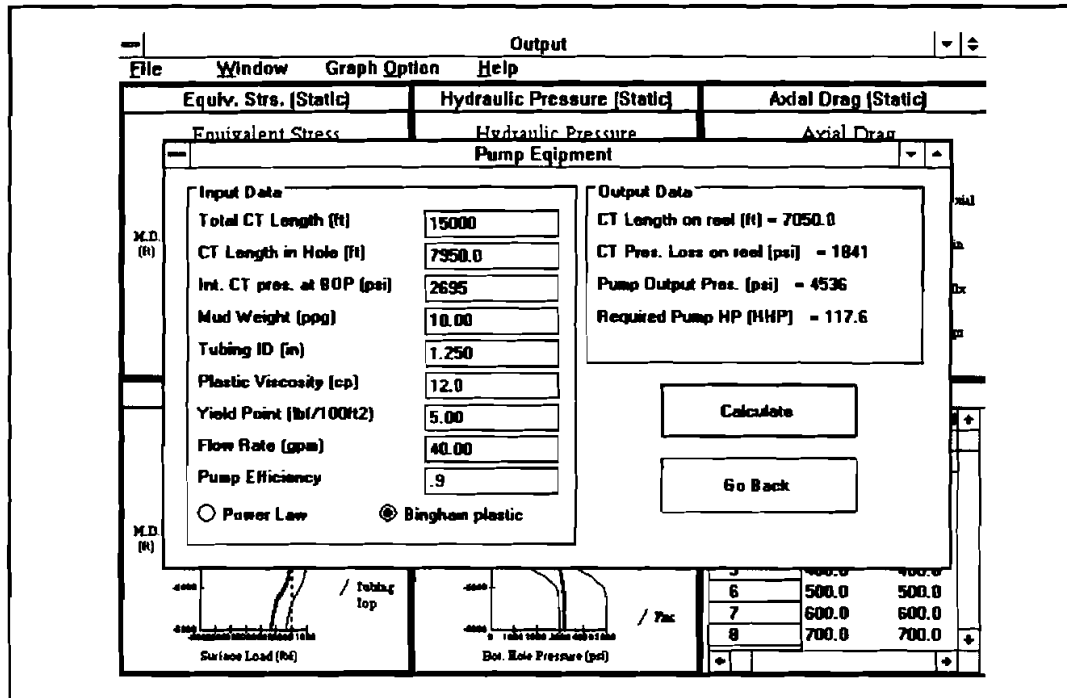 Output
File Window Graph Option Help
Equiv. Strs. (Static) Hydraulic Pressure (Static) Axial Drag (Static)
Equivalent Stress Hydraulic Pressure Axial Drag
Pump Eqipment
Input Data
Total CT Length (ft) 15000
CT Length in Hole (ft) 7950.0
Int. CT pres. at BOP (psi) 2695
Mud Weight (ppg) 10.00
Tubing ID (in) 1.250
Plastic Viscosity (cp) 12.0
Yield Point (lbf/100ft2) 5.00
Flow Rate (gpm) 40.00
Pump Efficiency .9
Power Law Bingham plastic
Output Data
CT Length on reel (ft) = 7050.0
CT Pres. Loss on reel (psi) = 1841
Pump Output Pres. (psi) = 4536
Required Pump HP (HHP) = 117.6
Calculate
Go Back
M.D.
(ft)
M.D.
(ft)
Tubing
Top
Surface Load (lbf)
Bot. Hole Pressure (psi)
6 500.0 500.0
7 600.0 600.0
8 700.0 700.0